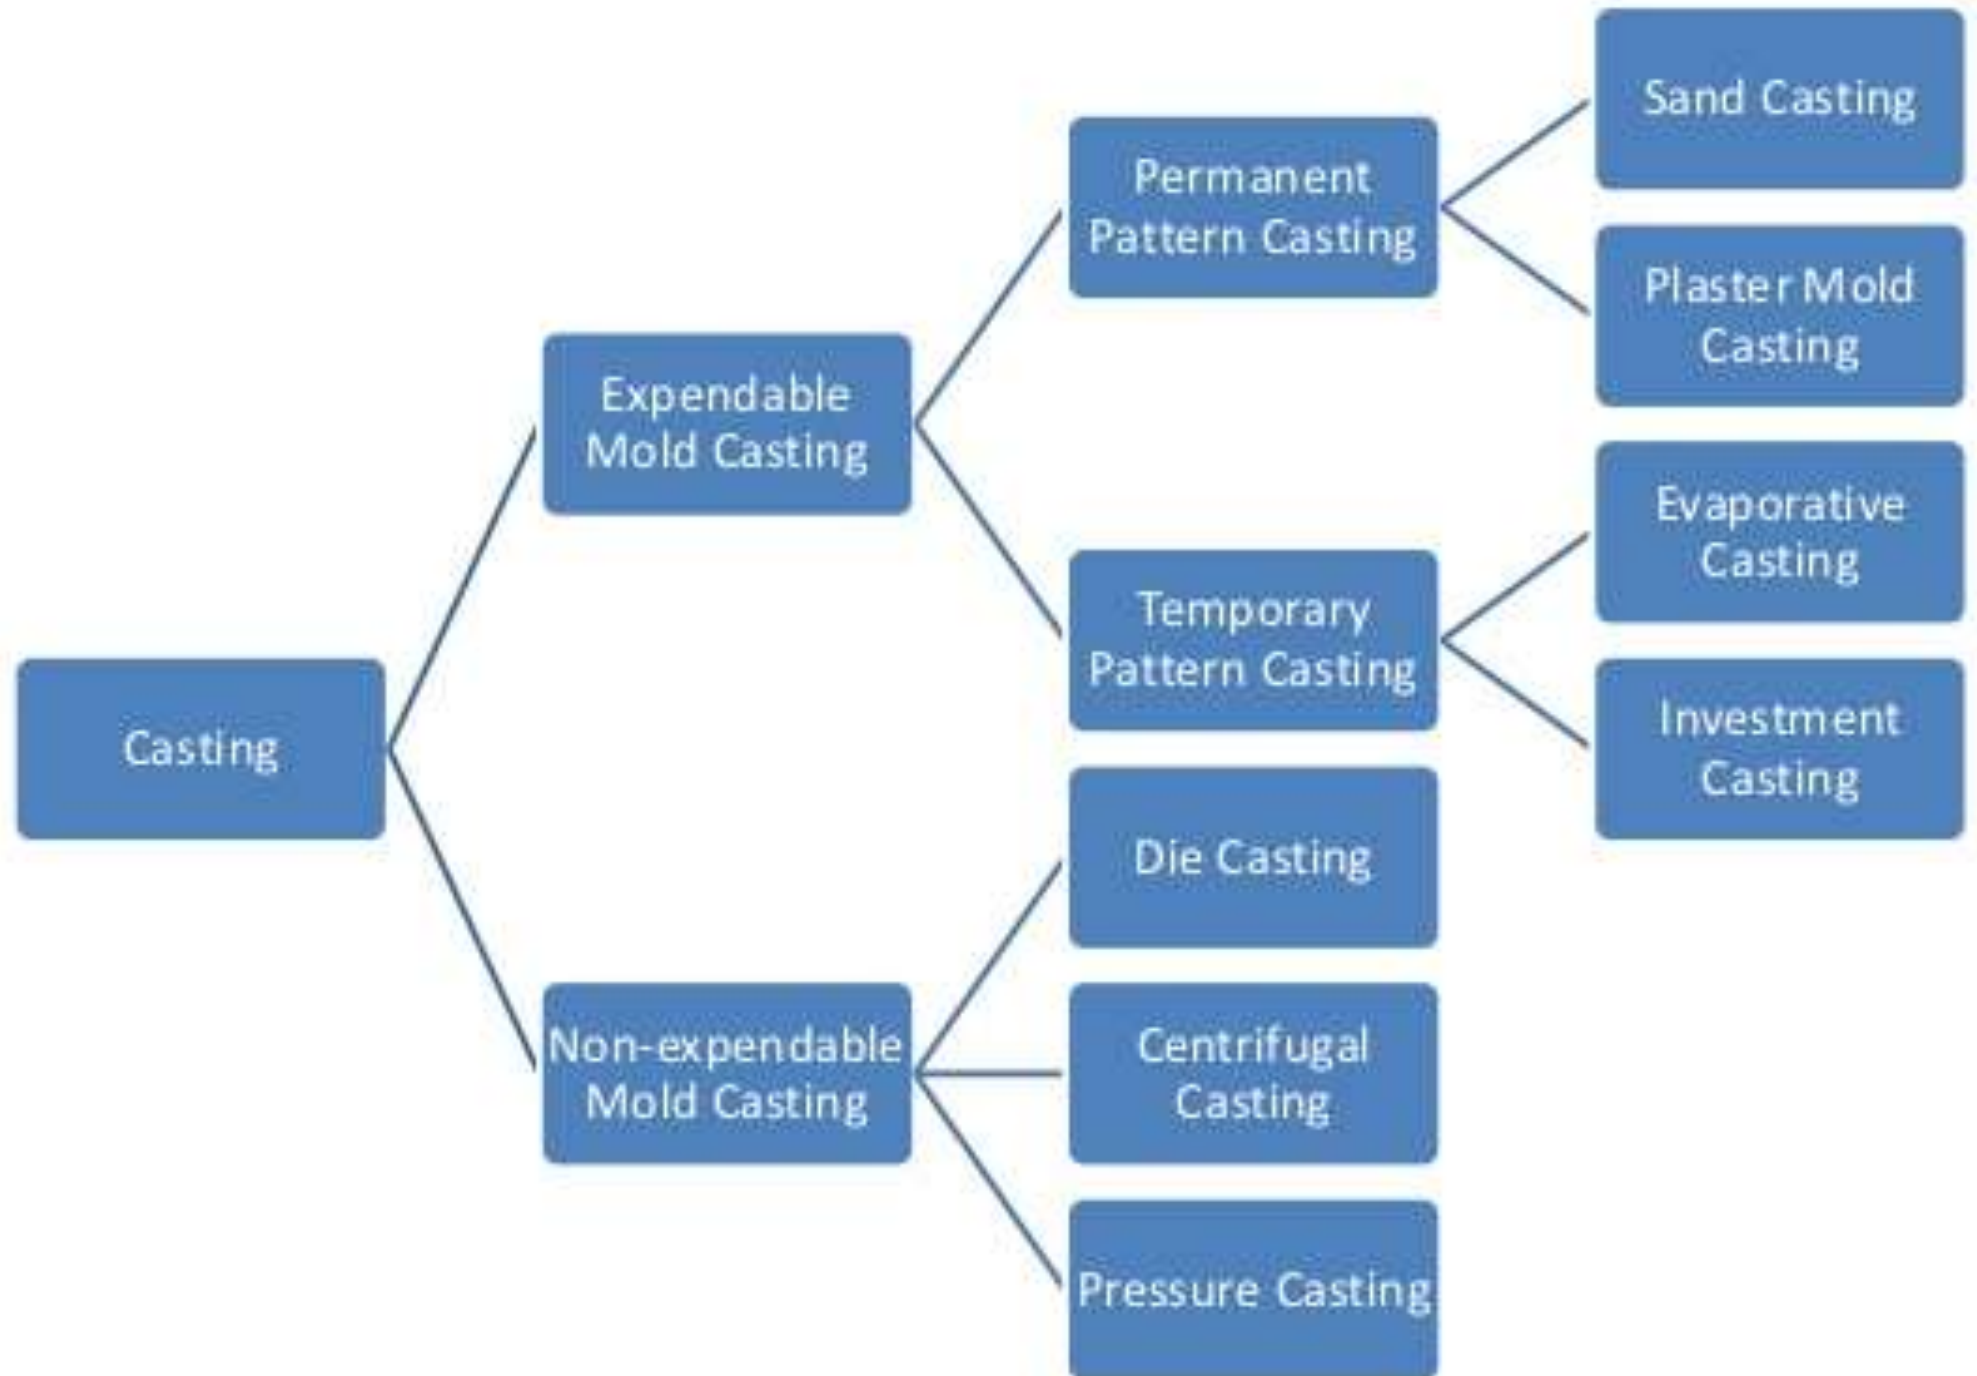 Sand Casting
Permanent
Pattern Casting
Plaster Mold
Casting
Expendable
Mold Casting
Evaporative
Casting
Temporary
Pattern Casting
Investment
Casting
Casting
Die Casting
Non-expendable
Mold Casting
Centrifugal
Casting
Pressure Casting